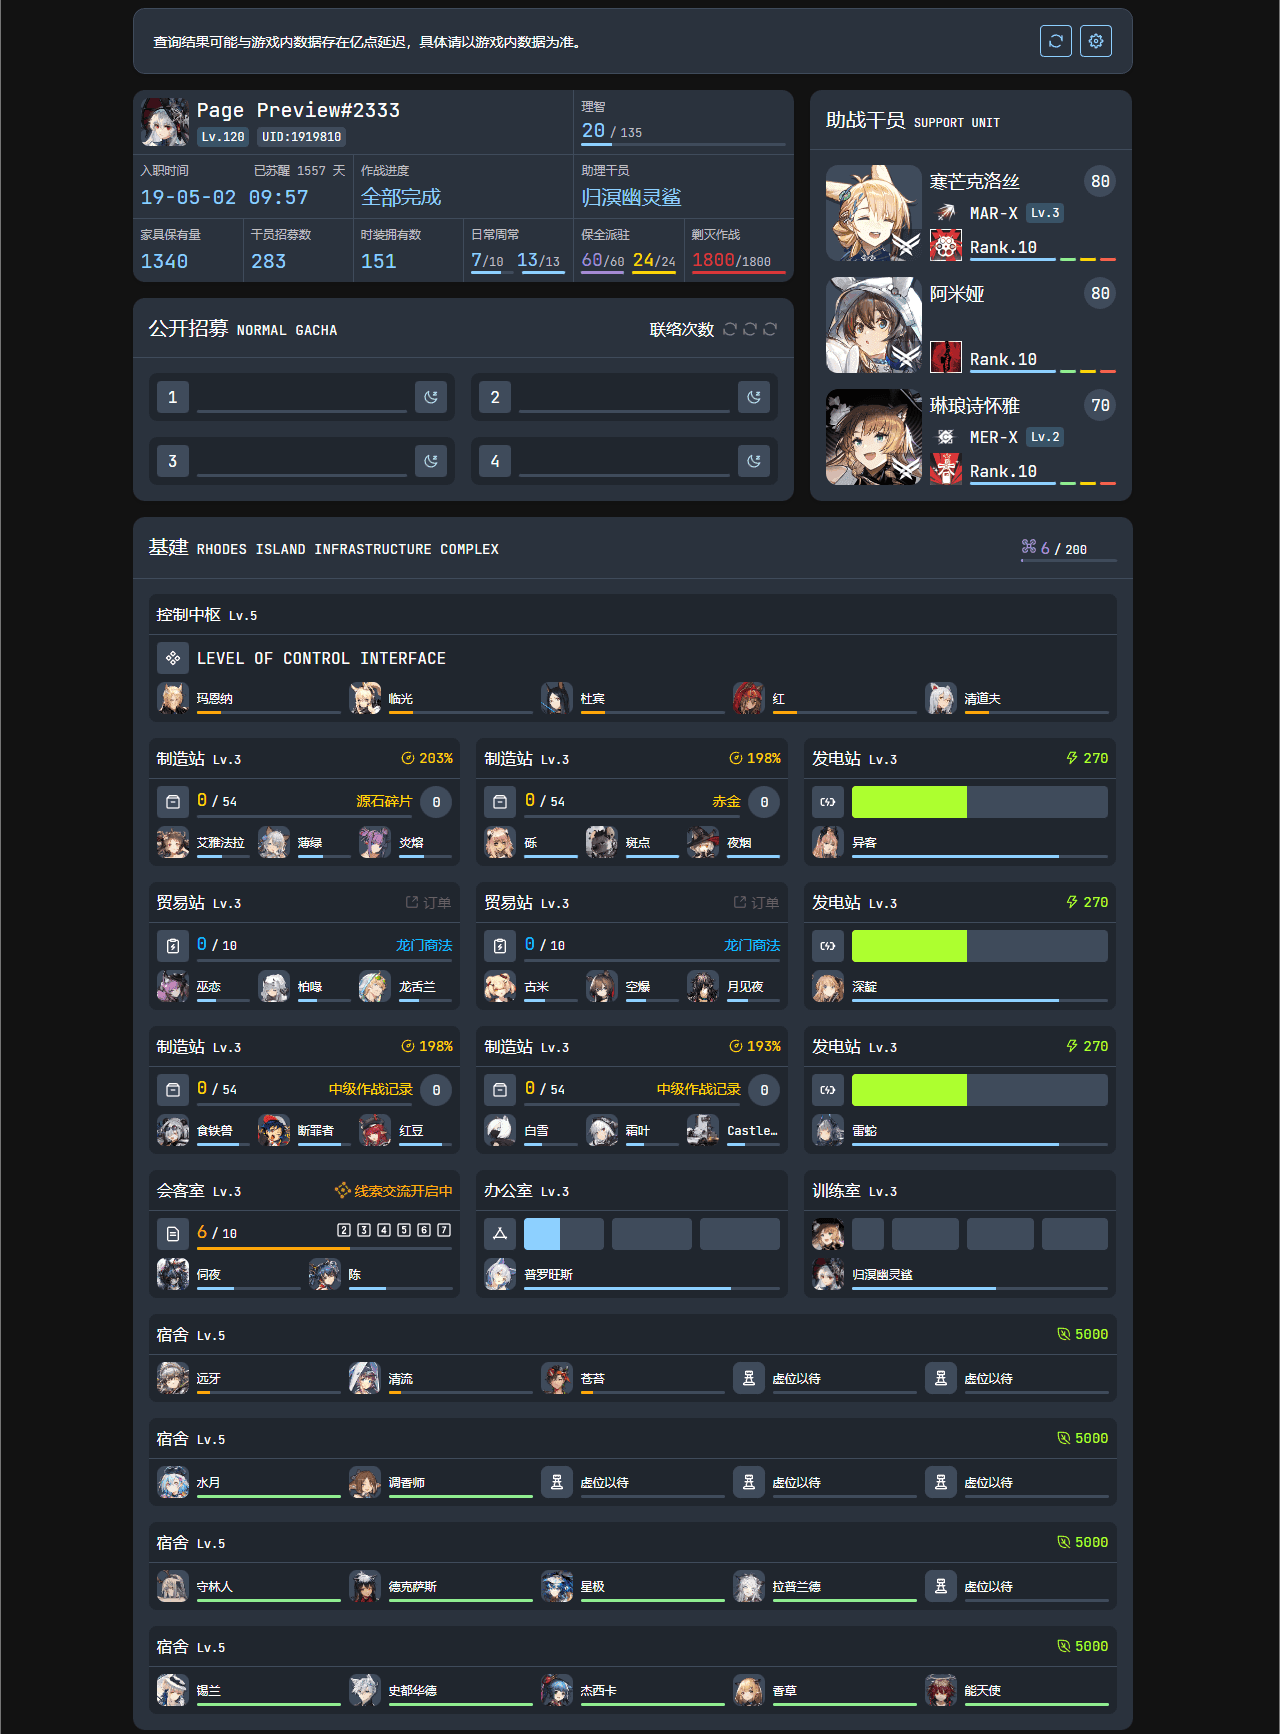 查询结果可能与游戏内数据存在亿点延迟，具体请以游戏内数据为准。
Page Preview#2333
Lv.120 UID:1919810
理智
20 / 135
入职时间 已苏醒 1557 天
19-05-02 09:57
作战进度
全部完成
助理干员
归溟幽灵鲨
家具保有量
1340
干员招募数
283
时装拥有数
151
日常周常
7/10 13/13
保全派驻
60/60 24/24
剿灭作战
1800/1800
助战干员 SUPPORT UNIT
寒芒克洛丝 80
MAR-X Lv.3
Rank.10
阿米娅 80
Rank.10
琳琅诗怀雅 70
MER-X Lv.2
Rank.10
公开招募 NORMAL GACHA 联络次数
1 2
3 4
基建 RHODES ISLAND INFRASTRUCTURE COMPLEX 6 / 200
控制中枢 Lv.5
LEVEL OF CONTROL INTERFACE
玛恩纳 临光 杜宾 红 清道夫
制造站 Lv.3 203%
0 / 54 源石碎片 0
艾雅法拉 薄绿 炎熔
制造站 Lv.3 198%
0 / 54 赤金 0
砾 斑点 夜烟
发电站 Lv.3 270
异客
贸易站 Lv.3 订单
0 / 10 龙门商法
巫恋 柏喙 龙舌兰
贸易站 Lv.3 订单
0 / 10 龙门商法
古米 空爆 月见夜
发电站 Lv.3 270
深靛
制造站 Lv.3 198%
0 / 54 中级作战记录 0
食铁兽 断罪者 红豆
制造站 Lv.3 193%
0 / 54 中级作战记录 0
白雪 霜叶 Castle…
发电站 Lv.3 270
雷蛇
会客室 Lv.3 线索交流开启中
6 / 10 2 3 4 5 6 7
伺夜 陈
办公室 Lv.3
普罗旺斯
训练室 Lv.3
归溟幽灵鲨
宿舍 Lv.5 5000
远牙 清流 苍苔 虚位以待 虚位以待
宿舍 Lv.5 5000
水月 调香师 虚位以待 虚位以待 虚位以待
宿舍 Lv.5 5000
守林人 德克萨斯 星极 拉普兰德 虚位以待
宿舍 Lv.5 5000
锡兰 史都华德 杰西卡 香草 能天使